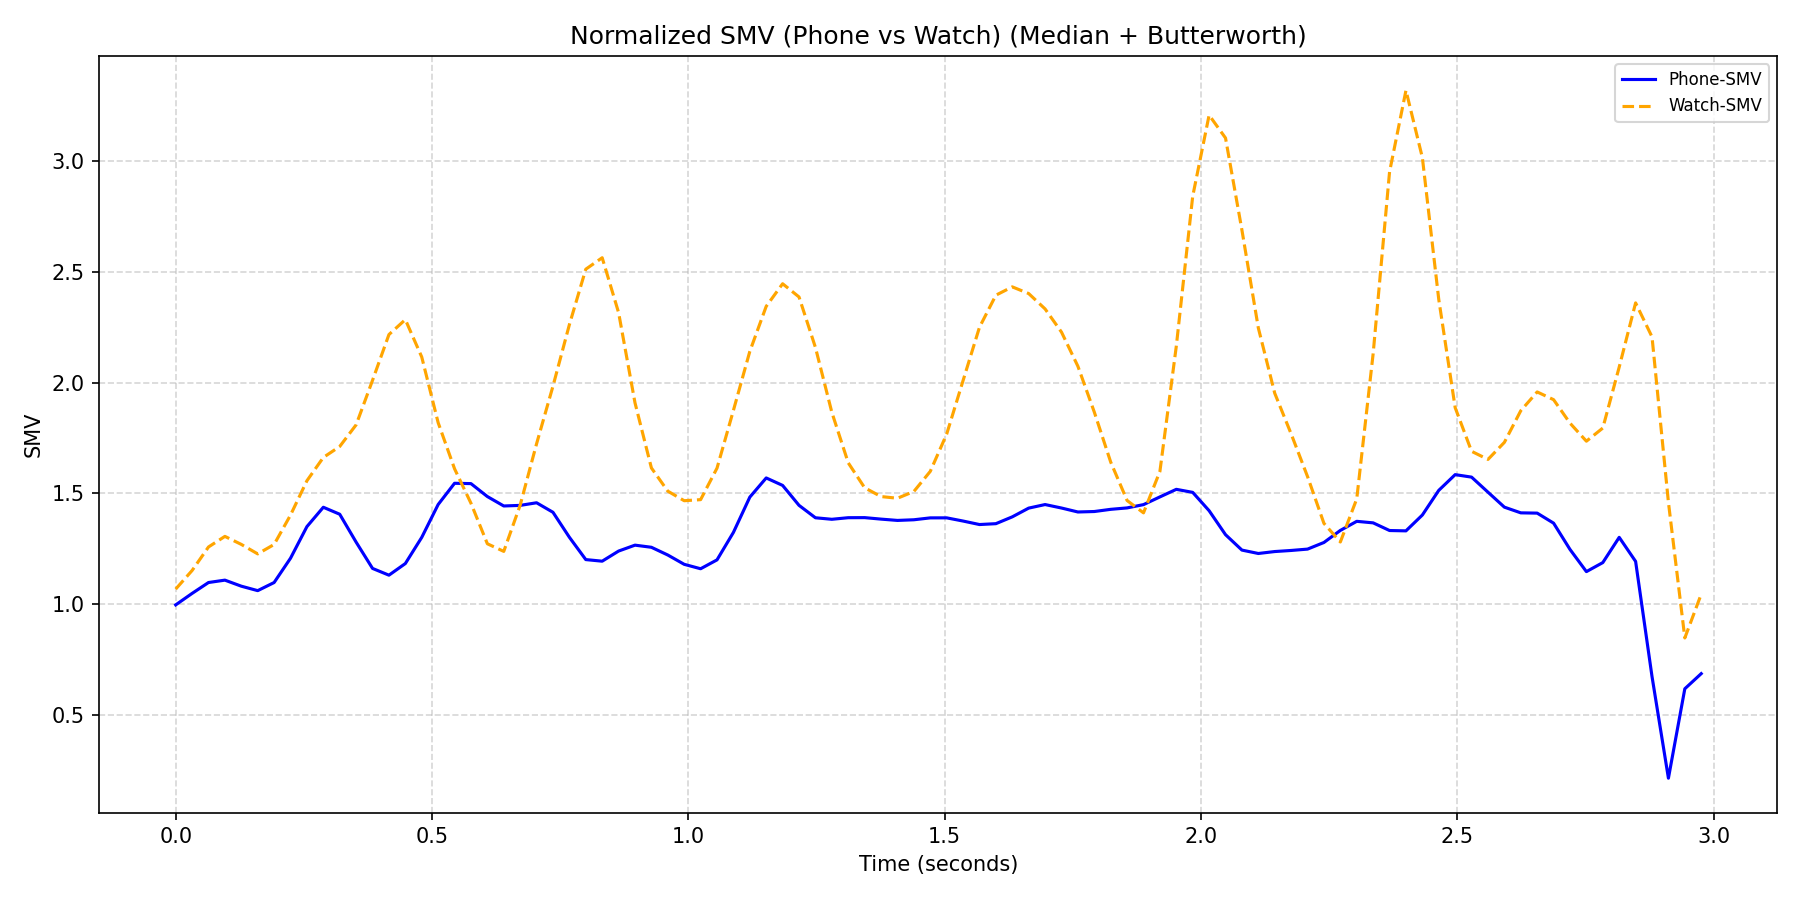 Normalized SMV (Phone vs Watch) (Median + Butterworth)
Phone-SMV
Watch-SMV
3.0
2.5
2.0
1.5
1.0
0.5
SMV
0.0 0.5 1.0 1.5 2.0 2.5 3.0
Time (seconds)